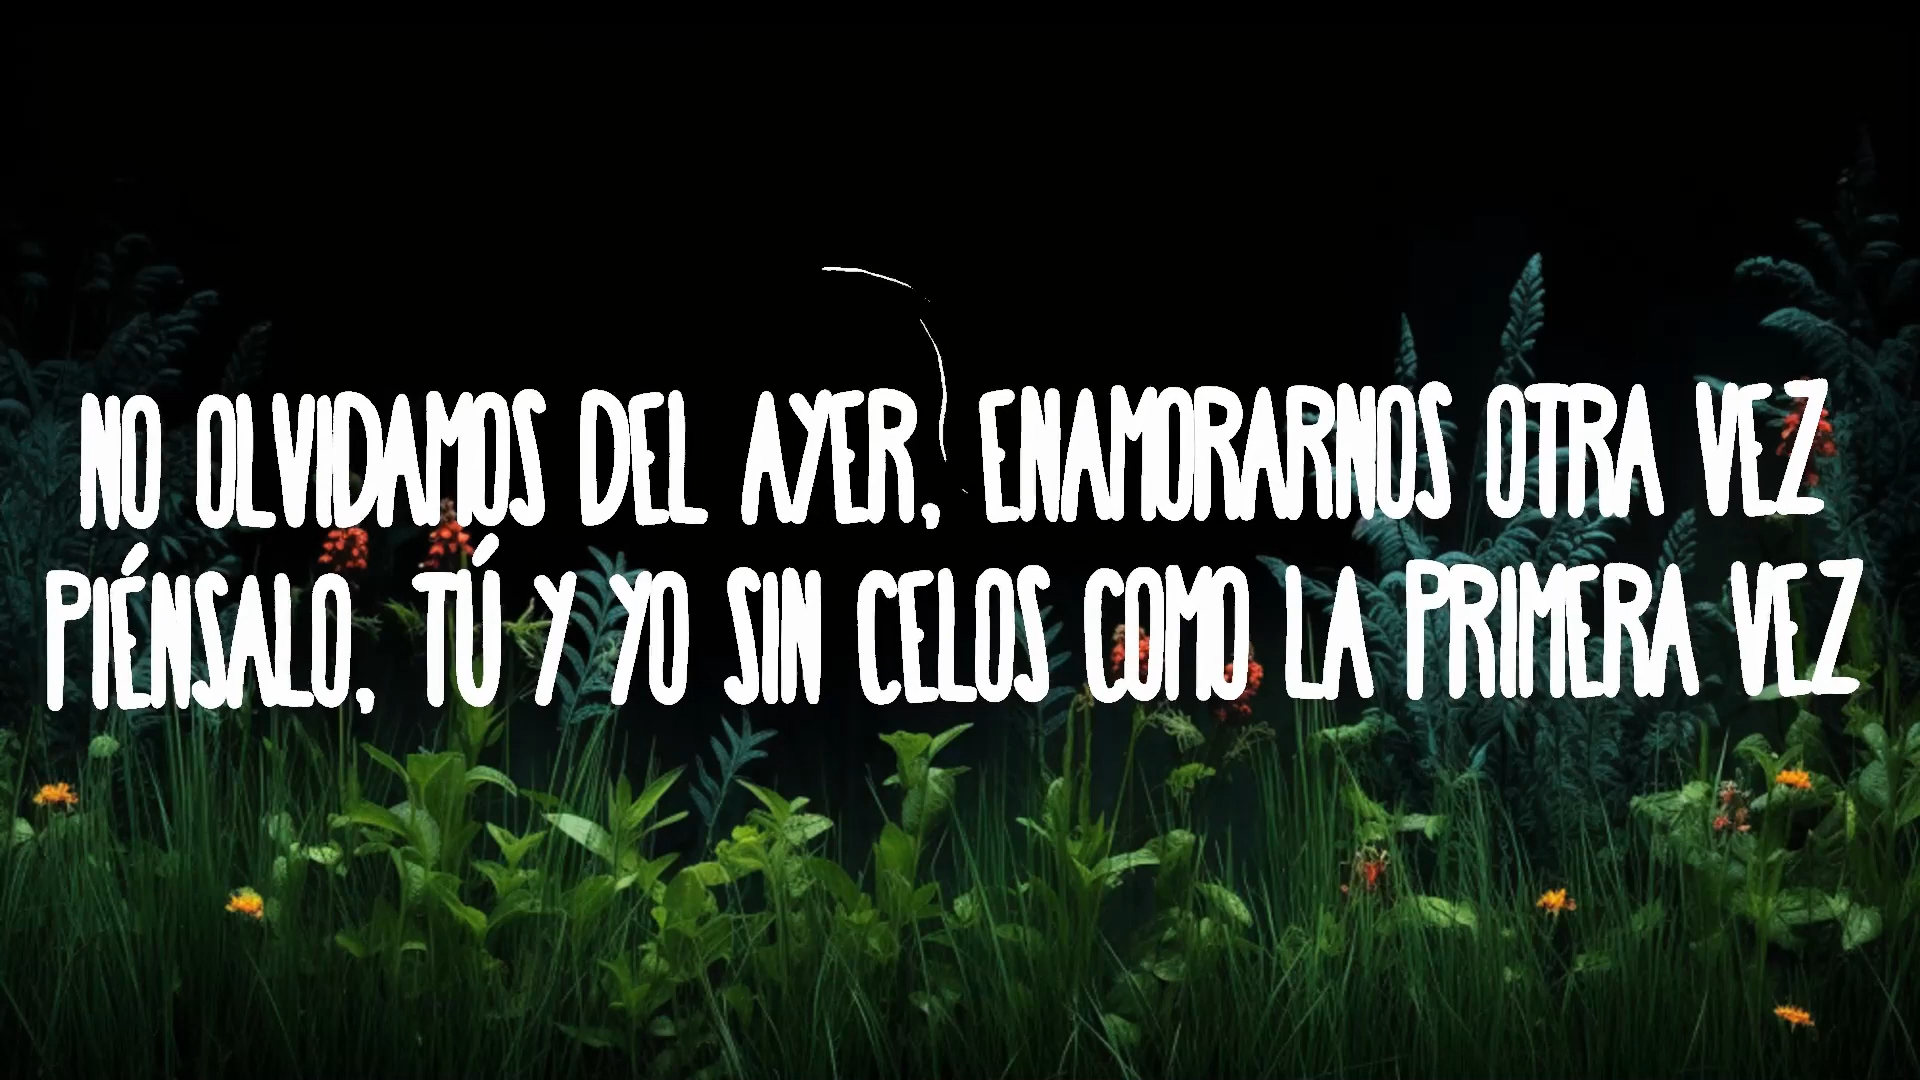 NO OLVIDAMOS DEL AYER, ENAMORARNOS OTRA VEZ
PIÉNSALO, TÚ Y YO SIN CELOS COMO LA PRIMERA VEZ